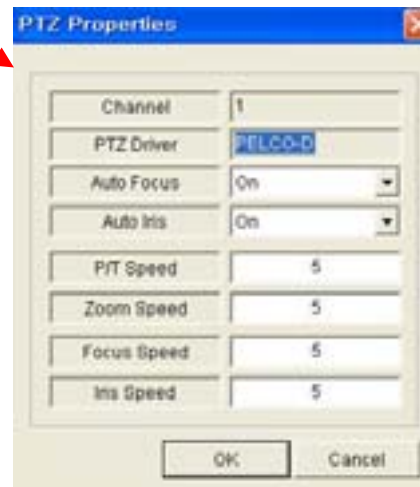 PTZ Properties
Channel 1
PTZ Driver PELCO-D
Auto Focus On
Auto Iris On
P/T Speed 5
Zoom Speed 5
Focus Speed 5
Iris Speed 5
OK Cancel